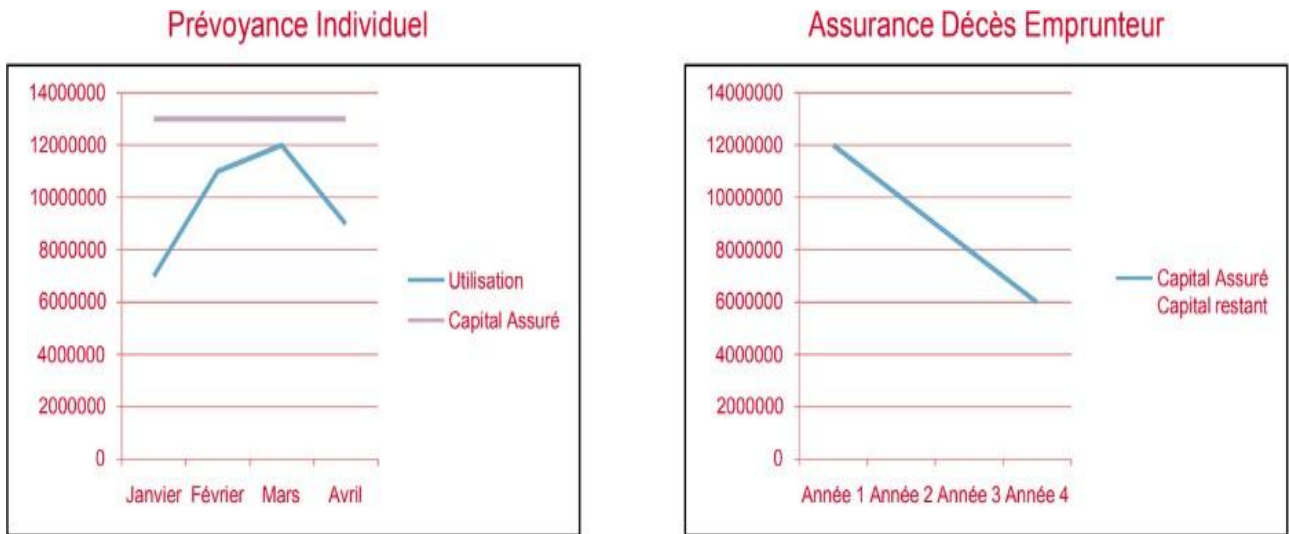 Prévoyance Individuel
14000000
12000000
10000000
8000000
6000000
4000000
2000000
0
Janvier Février Mars Avril
Utilisation
Capital Assuré
Assurance Décès Emprunteur
14000000
12000000
10000000
8000000
6000000
4000000
2000000
0
Année 1 Année 2 Année 3 Année 4
Capital Assuré
Capital restant